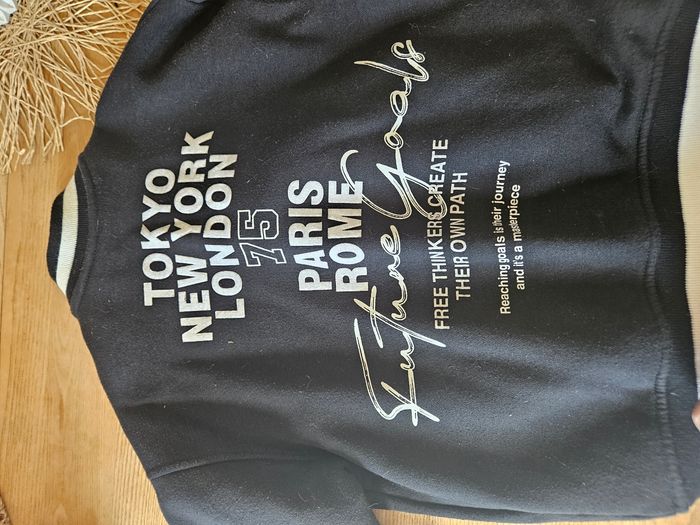 TOKYO
NEW YORK
LONDON
75
PARIS
ROME
Future Goals
FREE THINKERS CREATE
THEIR OWN PATH
Reaching goals is their journey
and it's a masterpiece